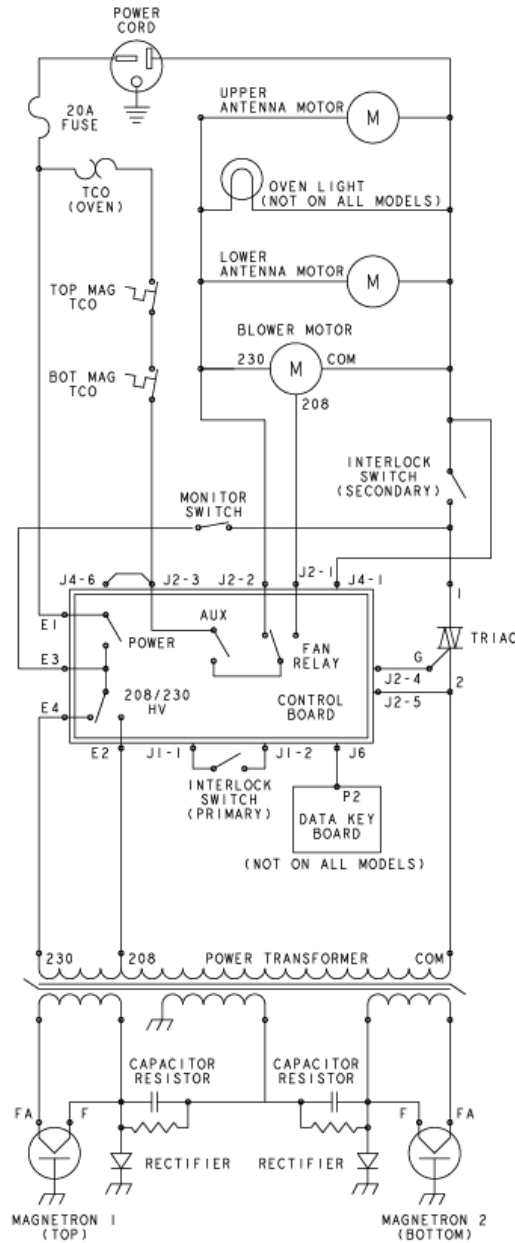 POWER
CORD
20A
FUSE
UPPER
ANTENNA MOTOR
M
TCO
(OVEN)
OVEN LIGHT
(NOT ON ALL MODELS)
TOP MAG
TCO
LOWER
ANTENNA MOTOR
M
BLOWER MOTOR
230
M
COM
208
BOT MAG
TCO
INTERLOCK
SWITCH
(SECONDARY)
MONITOR
SWITCH
J4-6
J2-3
J2-2
J2-1
J4-1
1
E1
POWER
AUX
FAN
RELAY
TRIAC
G
E3
J2-4
2
208/230
HV
CONTROL
BOARD
J2-5
E4
E2
J1-1
J1-2
J6
INTERLOCK
SWITCH
(PRIMARY)
P2
DATA KEY
BOARD
(NOT ON ALL MODELS)
230
208
POWER TRANSFORMER
COM
CAPACITOR
RESISTOR
CAPACITOR
RESISTOR
FA
F
F
FA
RECTIFIER
RECTIFIER
MAGNETRON 1
(TOP)
MAGNETRON 2
(BOTTOM)